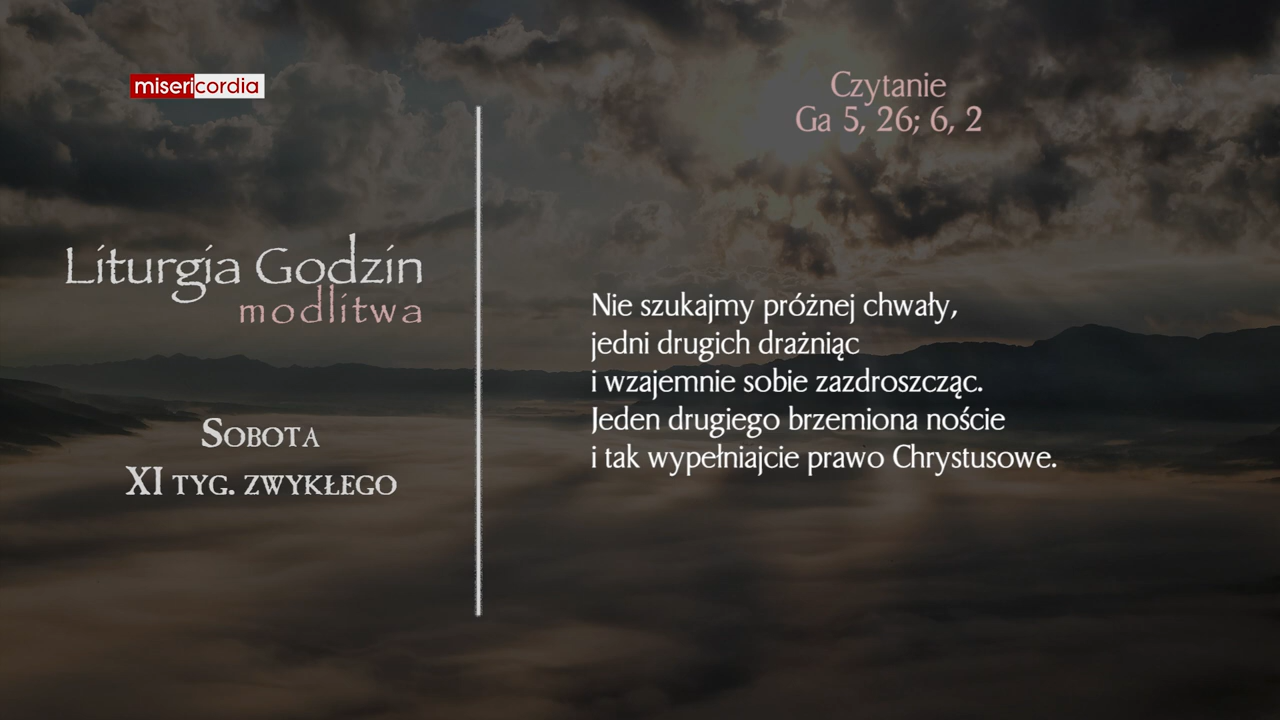 misericordia
Liturgia Godzin
modlitwa
Sobota
XI tyg. zwykłego
Czytanie
Ga 5, 26; 6, 2
Nie szukajmy próżnej chwały,
jedni drugich drażniąc
i wzajemnie sobie zazdroszcząc.
Jeden drugiego brzemiona noście
i tak wypełniajcie prawo Chrystusowe.